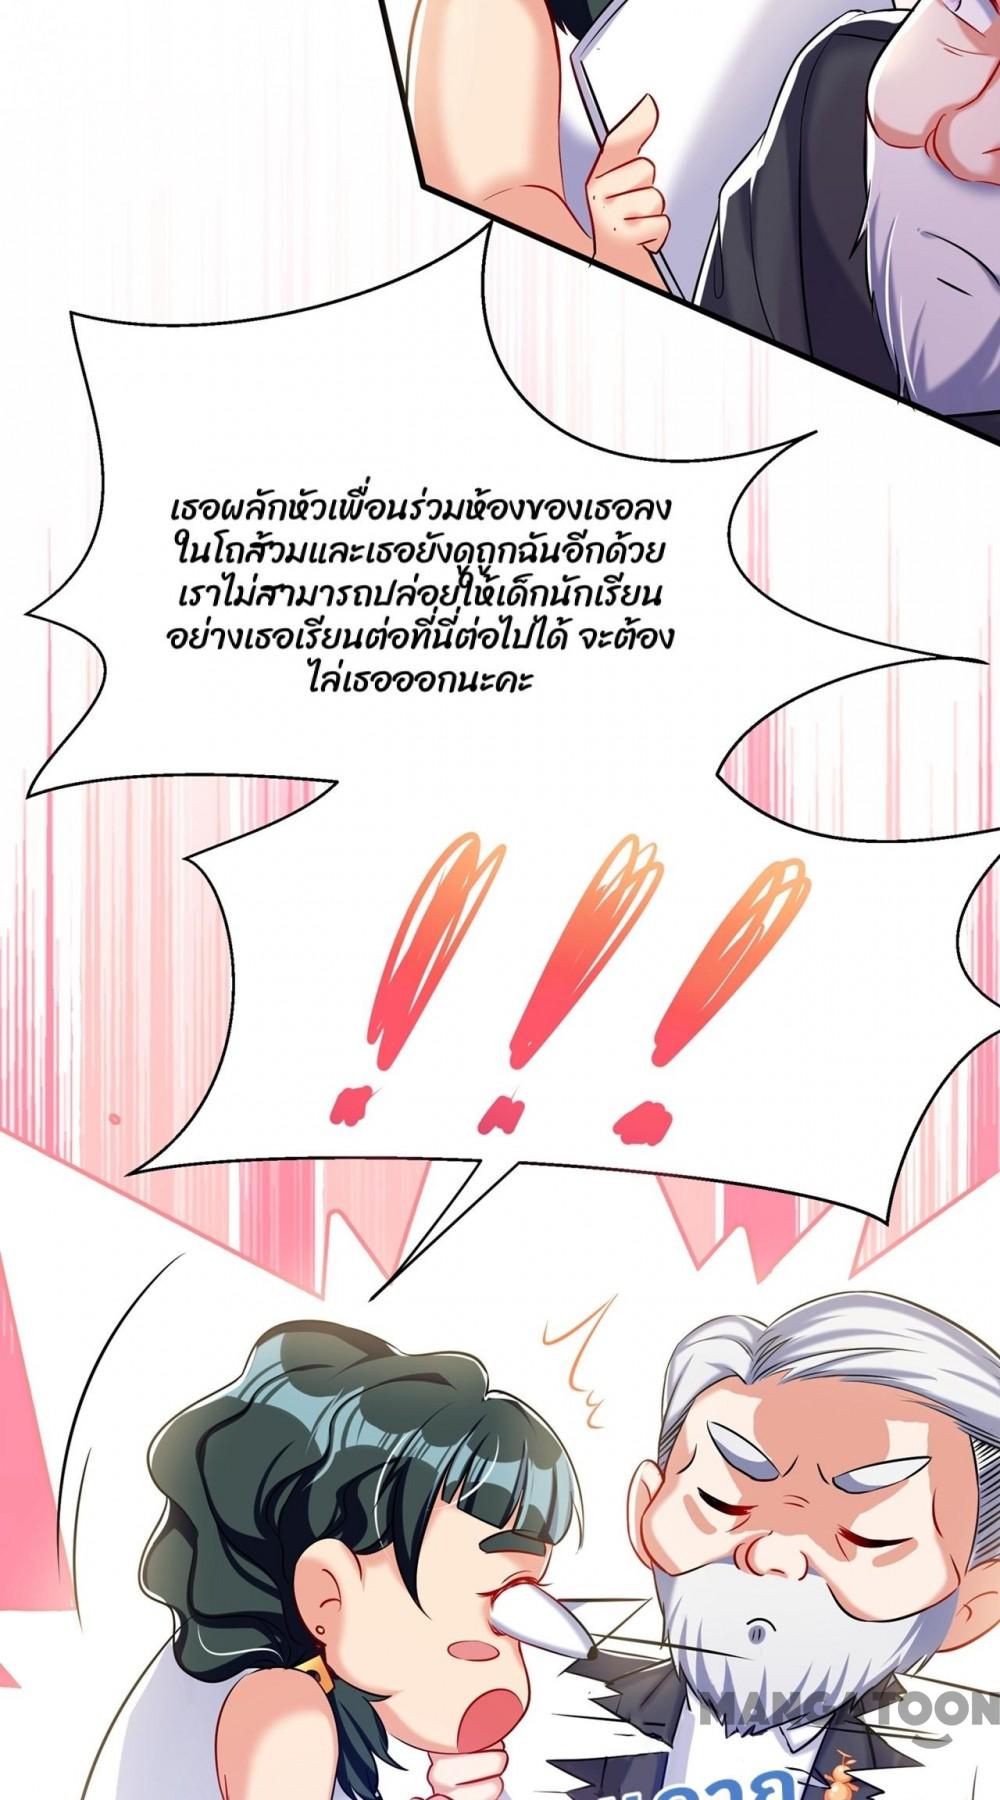 เธอผลักหัวเพื่อนร่วมห้องของเธอลง
ในโถส้วมและเธอยังดูถูกฉันอีกด้วย
เราไม่สามารถปล่อยให้เด็กนักเรียน
อย่างเธอเรียนต่อที่นี่ต่อไปได้ จะต้อง
ไล่เธอออกนะคะ
!!!
MANGATOON